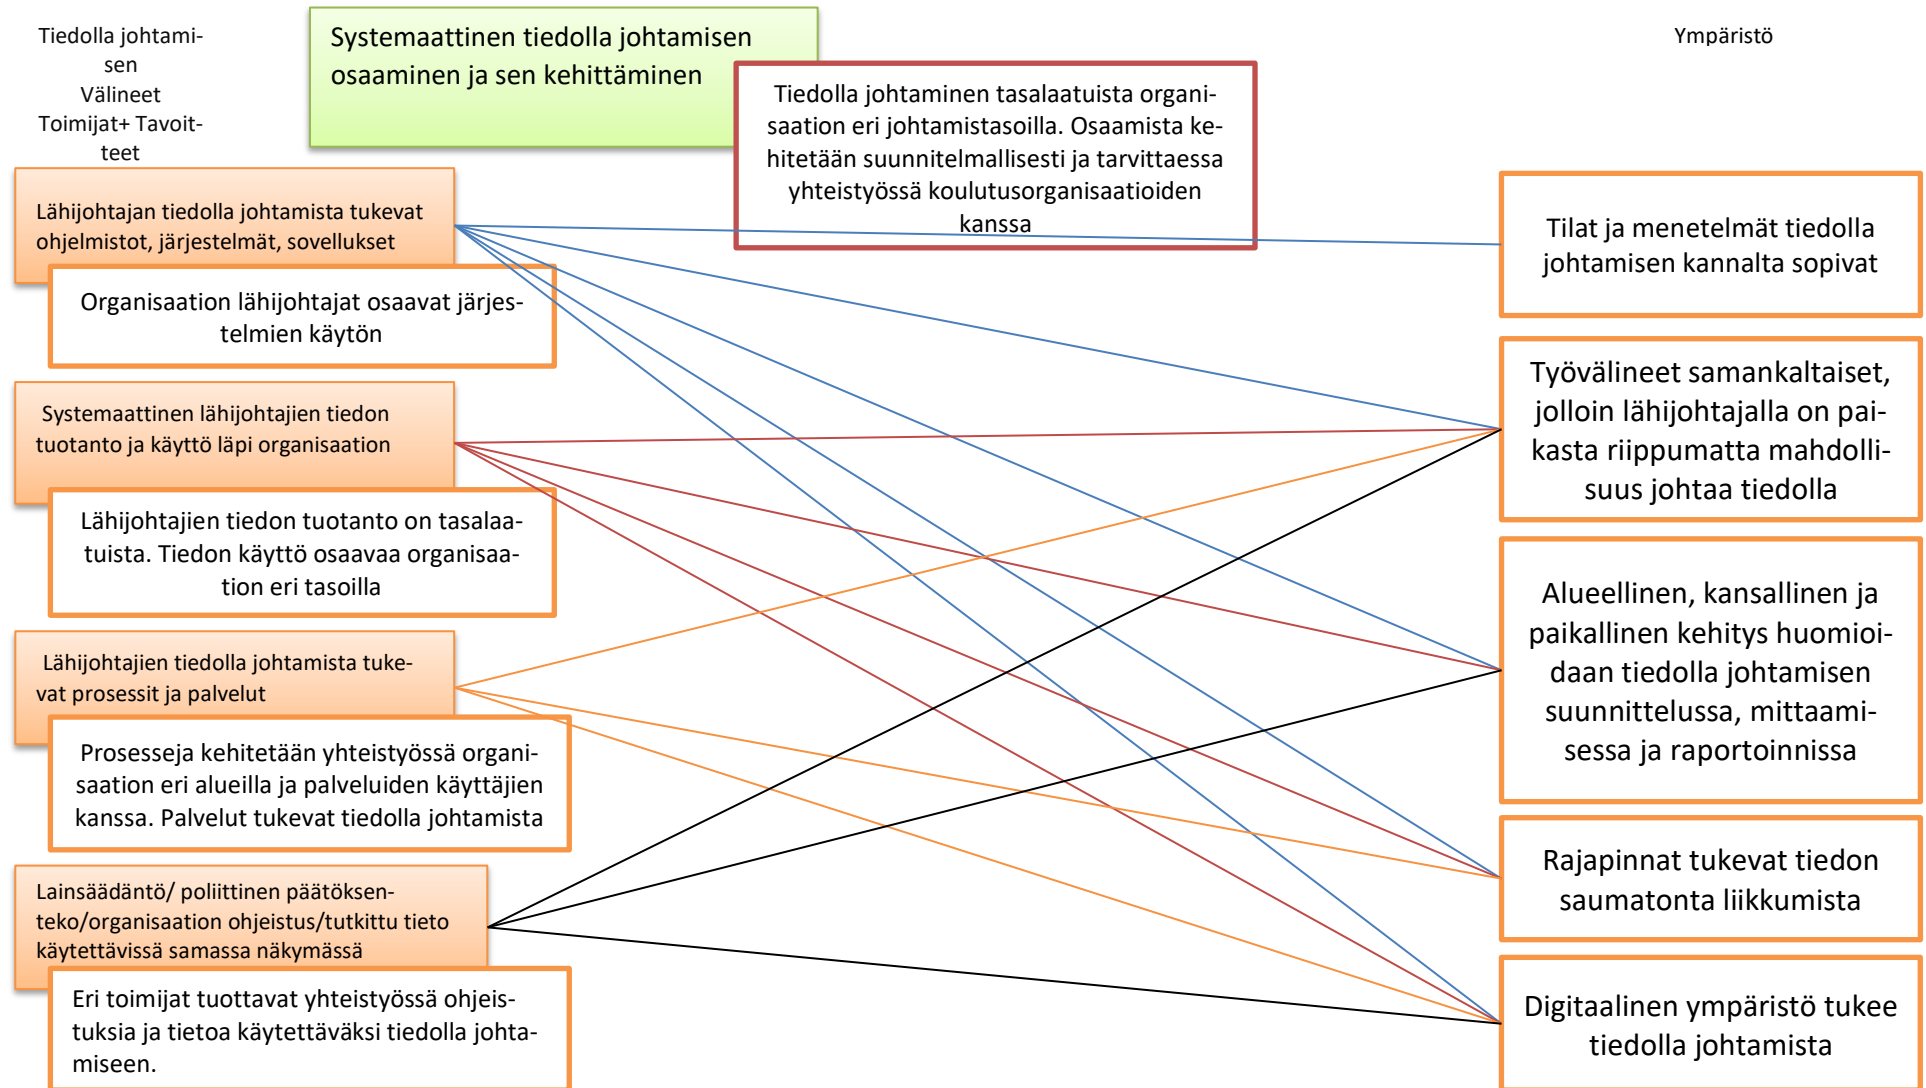 Tiedolla johtami-
sen
Välineet
Toimijat+ Tavoit-
teet
Systemaattinen tiedolla johtamisen
osaaminen ja sen kehittäminen
Tiedolla johtaminen tasalaatuista organi-
saation eri johtamistasoilla. Osaamista ke-
hitetään suunnitelmallisesti ja tarvittaessa
yhteistyössä koulutusorganisaatioiden
kanssa
Ympäristö
Lähijohtajan tiedolla johtamista tukevat
ohjelmistot, järjestelmät, sovellukset
Organisaation lähijohtajat osaavat järjes-
telmien käytön
Systemaattinen lähijohtajien tiedon
tuotanto ja käyttö läpi organisaation
Lähijohtajien tiedon tuotanto on tasalaa-
tuista. Tiedon käyttö osaavaa organisaa-
tion eri tasoilla
Lähijohtajien tiedolla johtamista tuke-
vat prosessit ja palvelut
Prosesseja kehitetään yhteistyössä organi-
saation eri alueilla ja palveluiden käyttäjien
kanssa. Palvelut tukevat tiedolla johtamista
Lainsäädäntö/ poliittinen päätöksen-
teko/organisaation ohjeistus/tutkittu tieto
käytettävissä samassa näkymässä
Eri toimijat tuottavat yhteistyössä ohjeis-
tuksia ja tietoa käytettäväksi tiedolla johta-
miseen.
Tilat ja menetelmät tiedolla
johtamisen kannalta sopivat
Työvälineet samankaltaiset,
jolloin lähijohtajalla on pai-
kasta riippumatta mahdolli-
suus johtaa tiedolla
Alueellinen, kansallinen ja
paikallinen kehitys huomioi-
daan tiedolla johtamisen
suunnittelussa, mittaami-
sessa ja raportoinnissa
Rajapinnat tukevat tiedon
saumatonta liikkumista
Digitaalinen ympäristö tukee
tiedolla johtamista